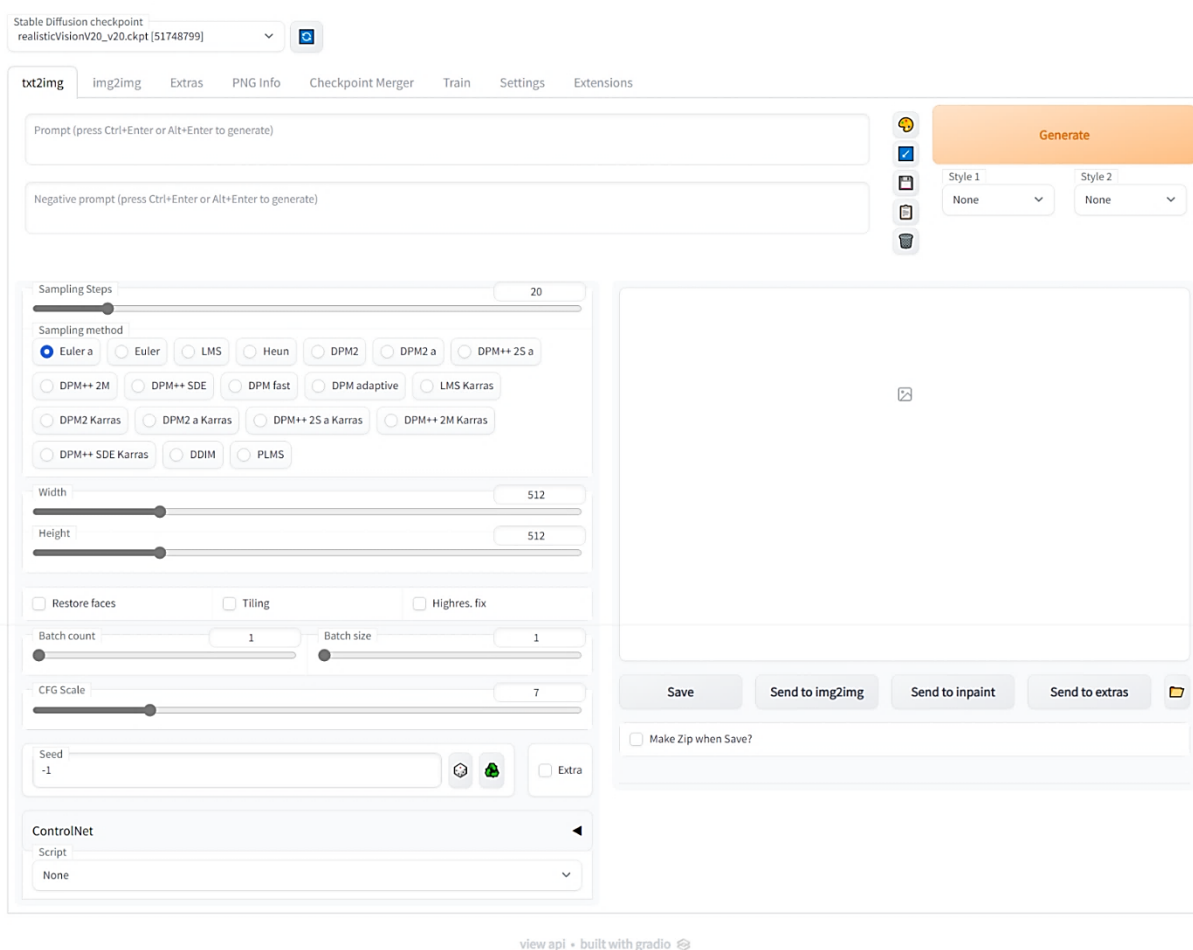 Stable Diffusion checkpoint
realisticVisionV20_v20.ckpt [51748799]
txt2img img2img Extras PNG Info Checkpoint Merger Train Settings Extensions
Prompt (press Ctrl+Enter or Alt+Enter to generate)
Generate
Style 1 Style 2
None None
Negative prompt (press Ctrl+Enter or Alt+Enter to generate)
Sampling Steps 20
Sampling method
Euler a Euler LMS Heun DPM2 DPM2 a DPM++ 2S a
DPM++ 2M DPM++ SDE DPM fast DPM adaptive LMS Karras
DPM2 Karras DPM2 a Karras DPM++ 2S a Karras DPM++ 2M Karras
DPM++ SDE Karras DDIM PLMS
Width 512
Height 512
Restore faces Tiling Highres. fix
Batch count 1 Batch size 1
CFG Scale 7
Seed
-1
Extra
ControlNet
Script
None
Save Send to img2img Send to inpaint Send to extras
Make Zip when Save?
view api • built with gradio